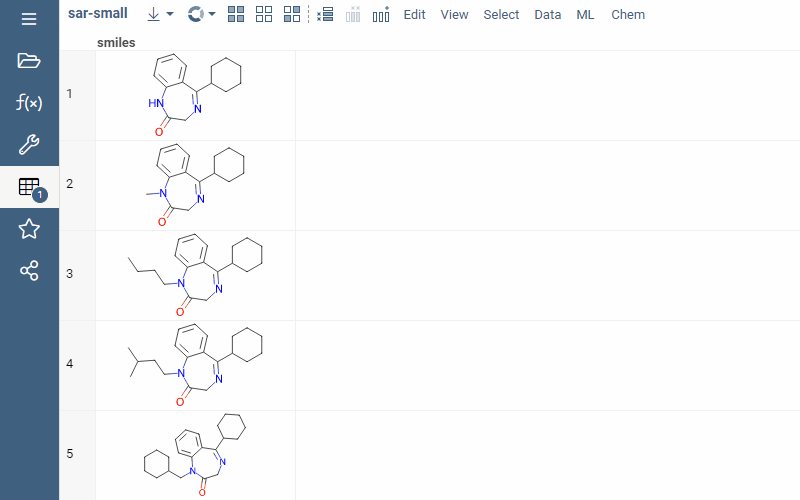 sar-small Edit View Select Data ML Chem
smiles
f(x)
1
1
HN
N
O
2
N
N
O
3
N
N
O
4
N
N
O
5
N
N
O